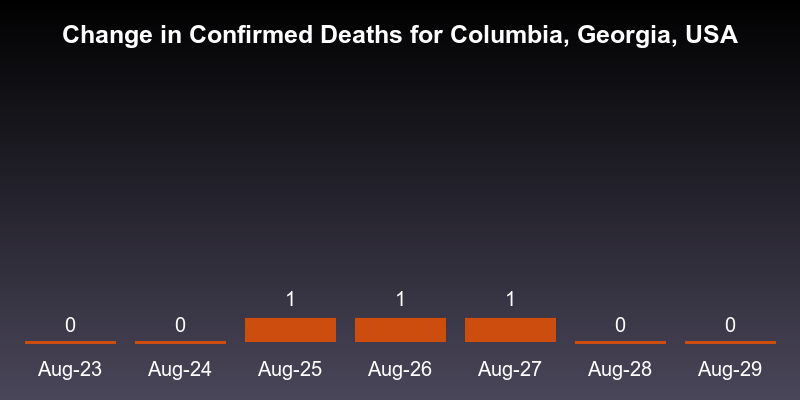 Change in Confirmed Deaths for Columbia, Georgia, USA
1 1 1
0 0 0 0
Aug-23 Aug-24 Aug-25 Aug-26 Aug-27 Aug-28 Aug-29